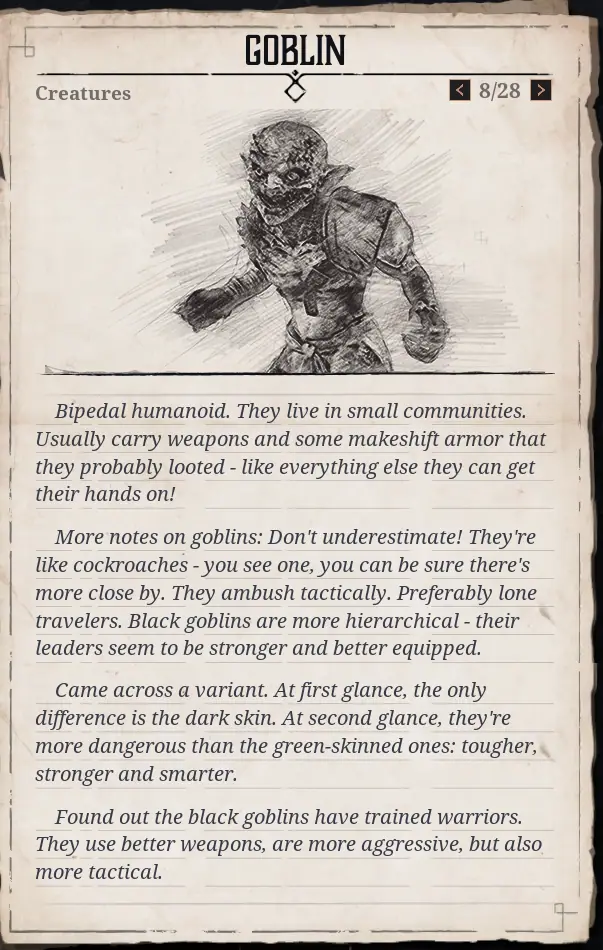 GOBLIN
Creatures
< 8/28 >
Bipedal humanoid. They live in small communities.
Usually carry weapons and some makeshift armor that
they probably looted - like everything else they can get
their hands on!
More notes on goblins: Don't underestimate! They're
like cockroaches - you see one, you can be sure there's
more close by. They ambush tactically. Preferably lone
travelers. Black goblins are more hierarchical - their
leaders seem to be stronger and better equipped.
Came across a variant. At first glance, the only
difference is the dark skin. At second glance, they're
more dangerous than the green-skinned ones: tougher,
stronger and smarter.
Found out the black goblins have trained warriors.
They use better weapons, are more aggressive, but also
more tactical.